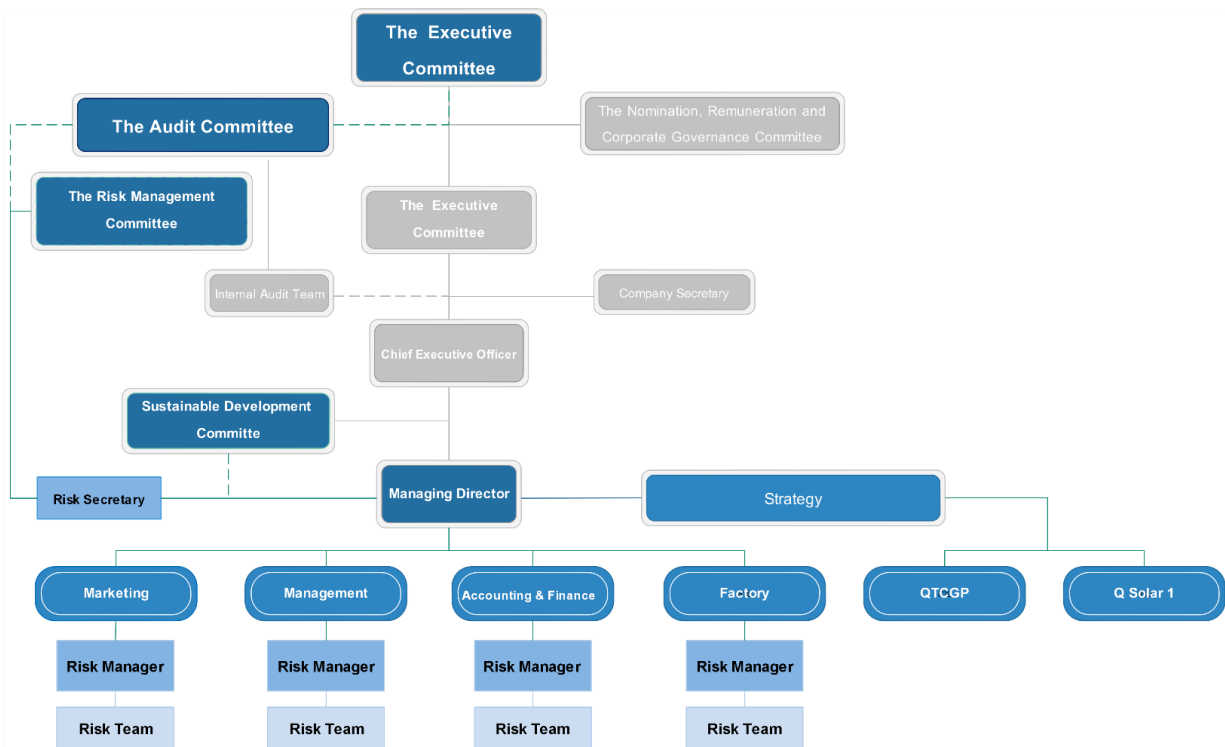 The Executive
Committee
The Audit Committee
The Nomination, Remuneration and
Corporate Governance Committee
The Risk Management
Committee
The Executive
Committee
Internal Audit Team
Company Secretary
Chief Executive Officer
Sustainable Development
Committe
Risk Secretary
Managing Director
Strategy
Marketing
Management
Accounting & Finance
Factory
QTCGP
Q Solar 1
Risk Manager
Risk Manager
Risk Manager
Risk Manager
Risk Team
Risk Team
Risk Team
Risk Team